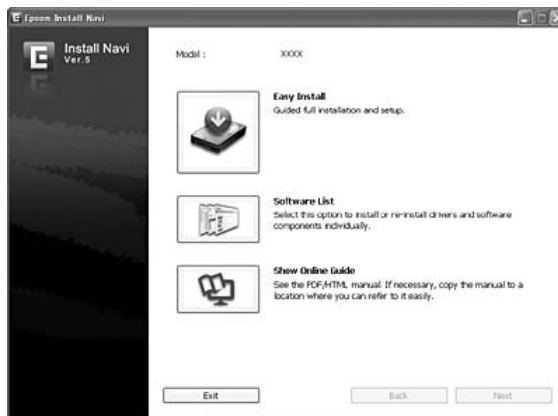 Epson Install Navi
Install Navi
Ver.5
Model :
XXXX
Easy Install
Guided full installation and setup.
Software List
Select this option to install or re-install drivers and software
components individually.
Show Online Guide
See the PDF/HTML manual. If necessary, copy the manual to a
location where you can refer to it easily.
Exit
Back
Next